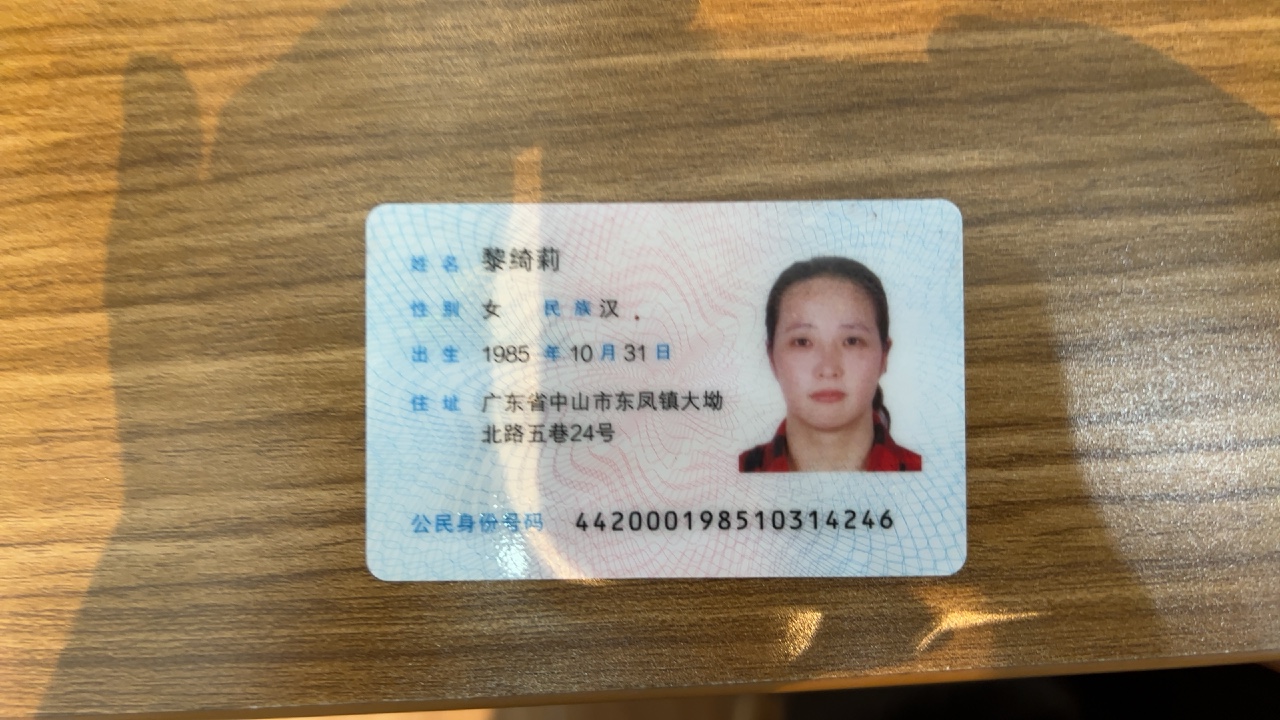 姓名 黎绮莉
性别 女 民族 汉
出生 1985 年 10 月 31 日
住址 广东省中山市东凤镇大坳
北路五巷24号
公民身份号码 442000198510314246